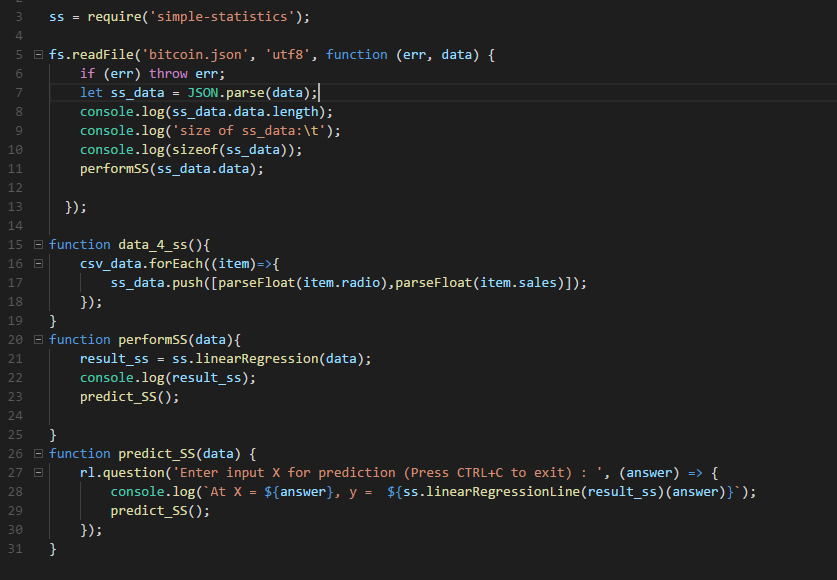 3 ss = require('simple-statistics');
4
5 fs.readFile('bitcoin.json', 'utf8', function (err, data) {
6 if (err) throw err;
7 let ss_data = JSON.parse(data);
8 console.log(ss_data.data.length);
9 console.log('size of ss_data:\t');
10 console.log(sizeof(ss_data));
11 performSS(ss_data.data);
12
13 });
14
15 function data_4_ss(){
16 csv_data.forEach((item)=>{
17 ss_data.push([parseFloat(item.radio),parseFloat(item.sales)]);
18 });
19 }
20 function performSS(data){
21 result_ss = ss.linearRegression(data);
22 console.log(result_ss);
23 predict_SS();
24
25 }
26 function predict_SS(data) {
27 rl.question('Enter input X for prediction (Press CTRL+C to exit) : ', (answer) => {
28 console.log(`At X = ${answer}, y =  ${ss.linearRegressionLine(result_ss)(answer)}`);
29 predict_SS();
30 });
31 }